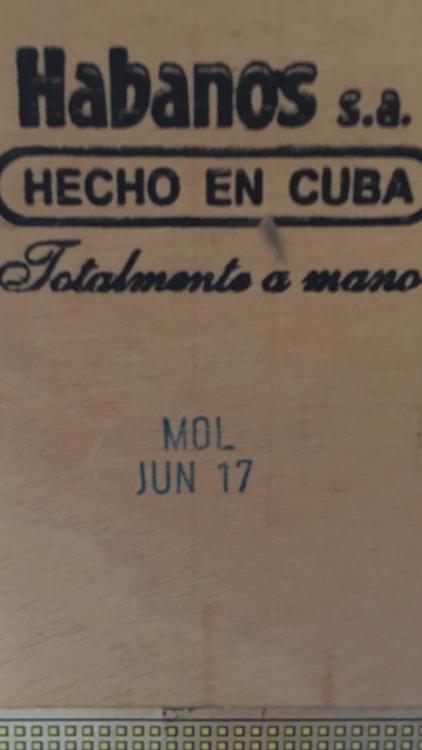 Habanos s.a.
HECHO EN CUBA
Totalmente a mano
MOL
JUN 17